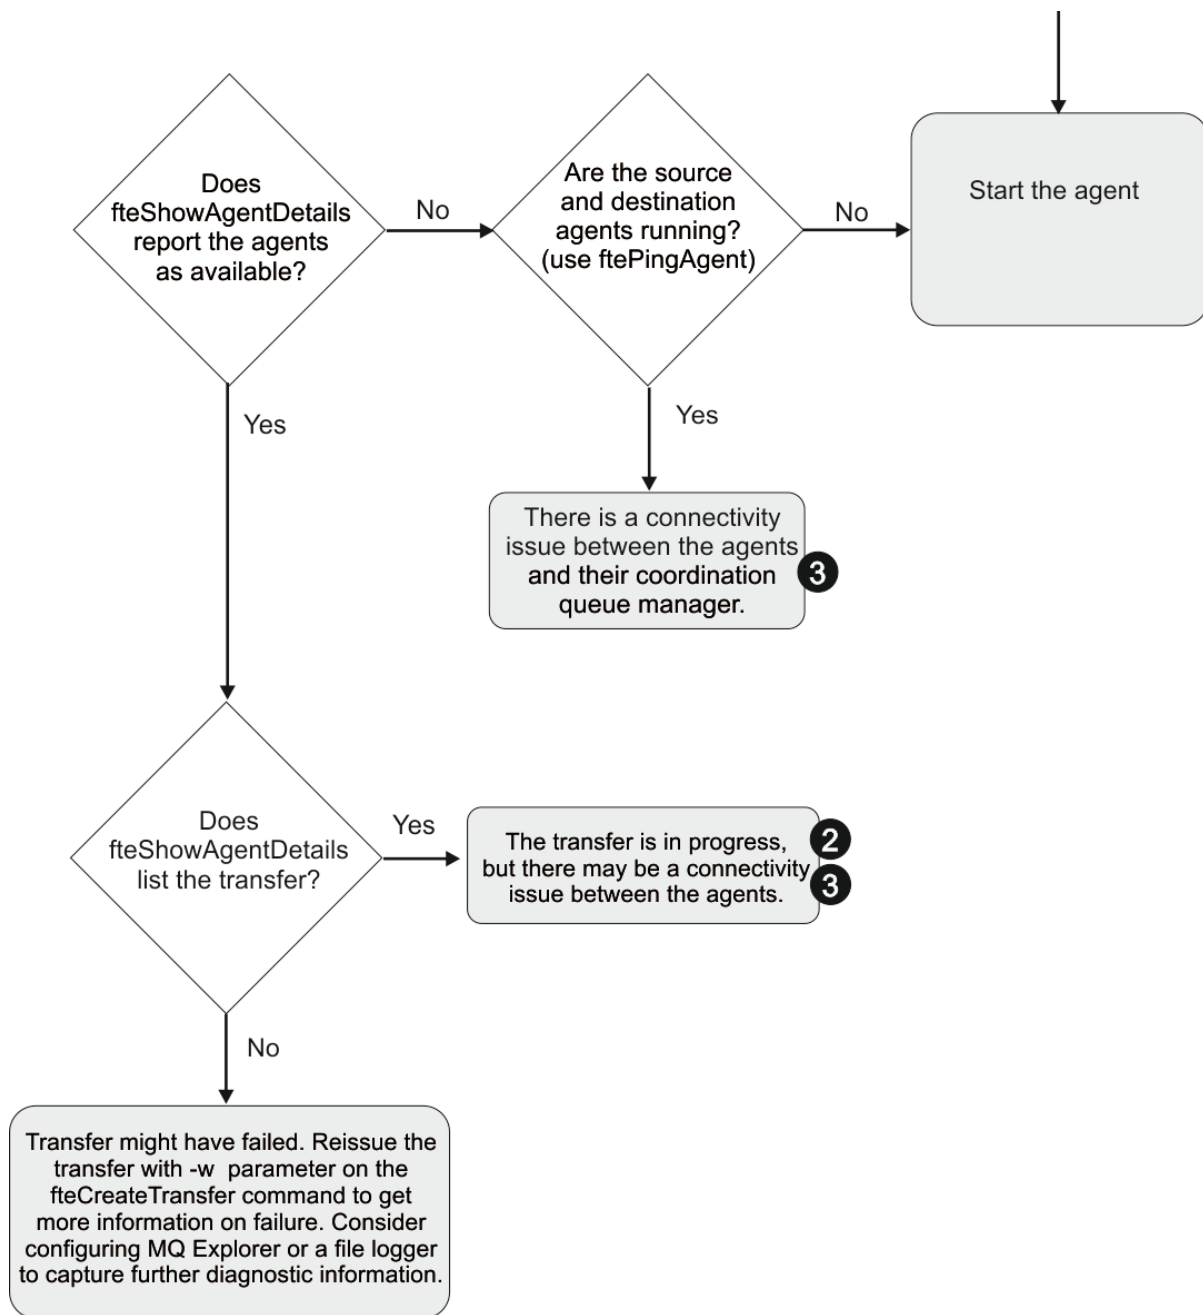 Does
fteShowAgentDetails
report the agents
as available?
No
Are the source
and destination
agents running?
(use ftePingAgent)
No
Start the agent
Yes
Yes
There is a connectivity
issue between the agents
and their coordination
queue manager.
3
Does
fteShowAgentDetails
list the transfer?
Yes
The transfer is in progress,
but there may be a connectivity
issue between the agents.
2
3
No
Transfer might have failed. Reissue the
transfer with -w parameter on the
fteCreateTransfer command to get
more information on failure. Consider
configuring MQ Explorer or a file logger
to capture further diagnostic information.